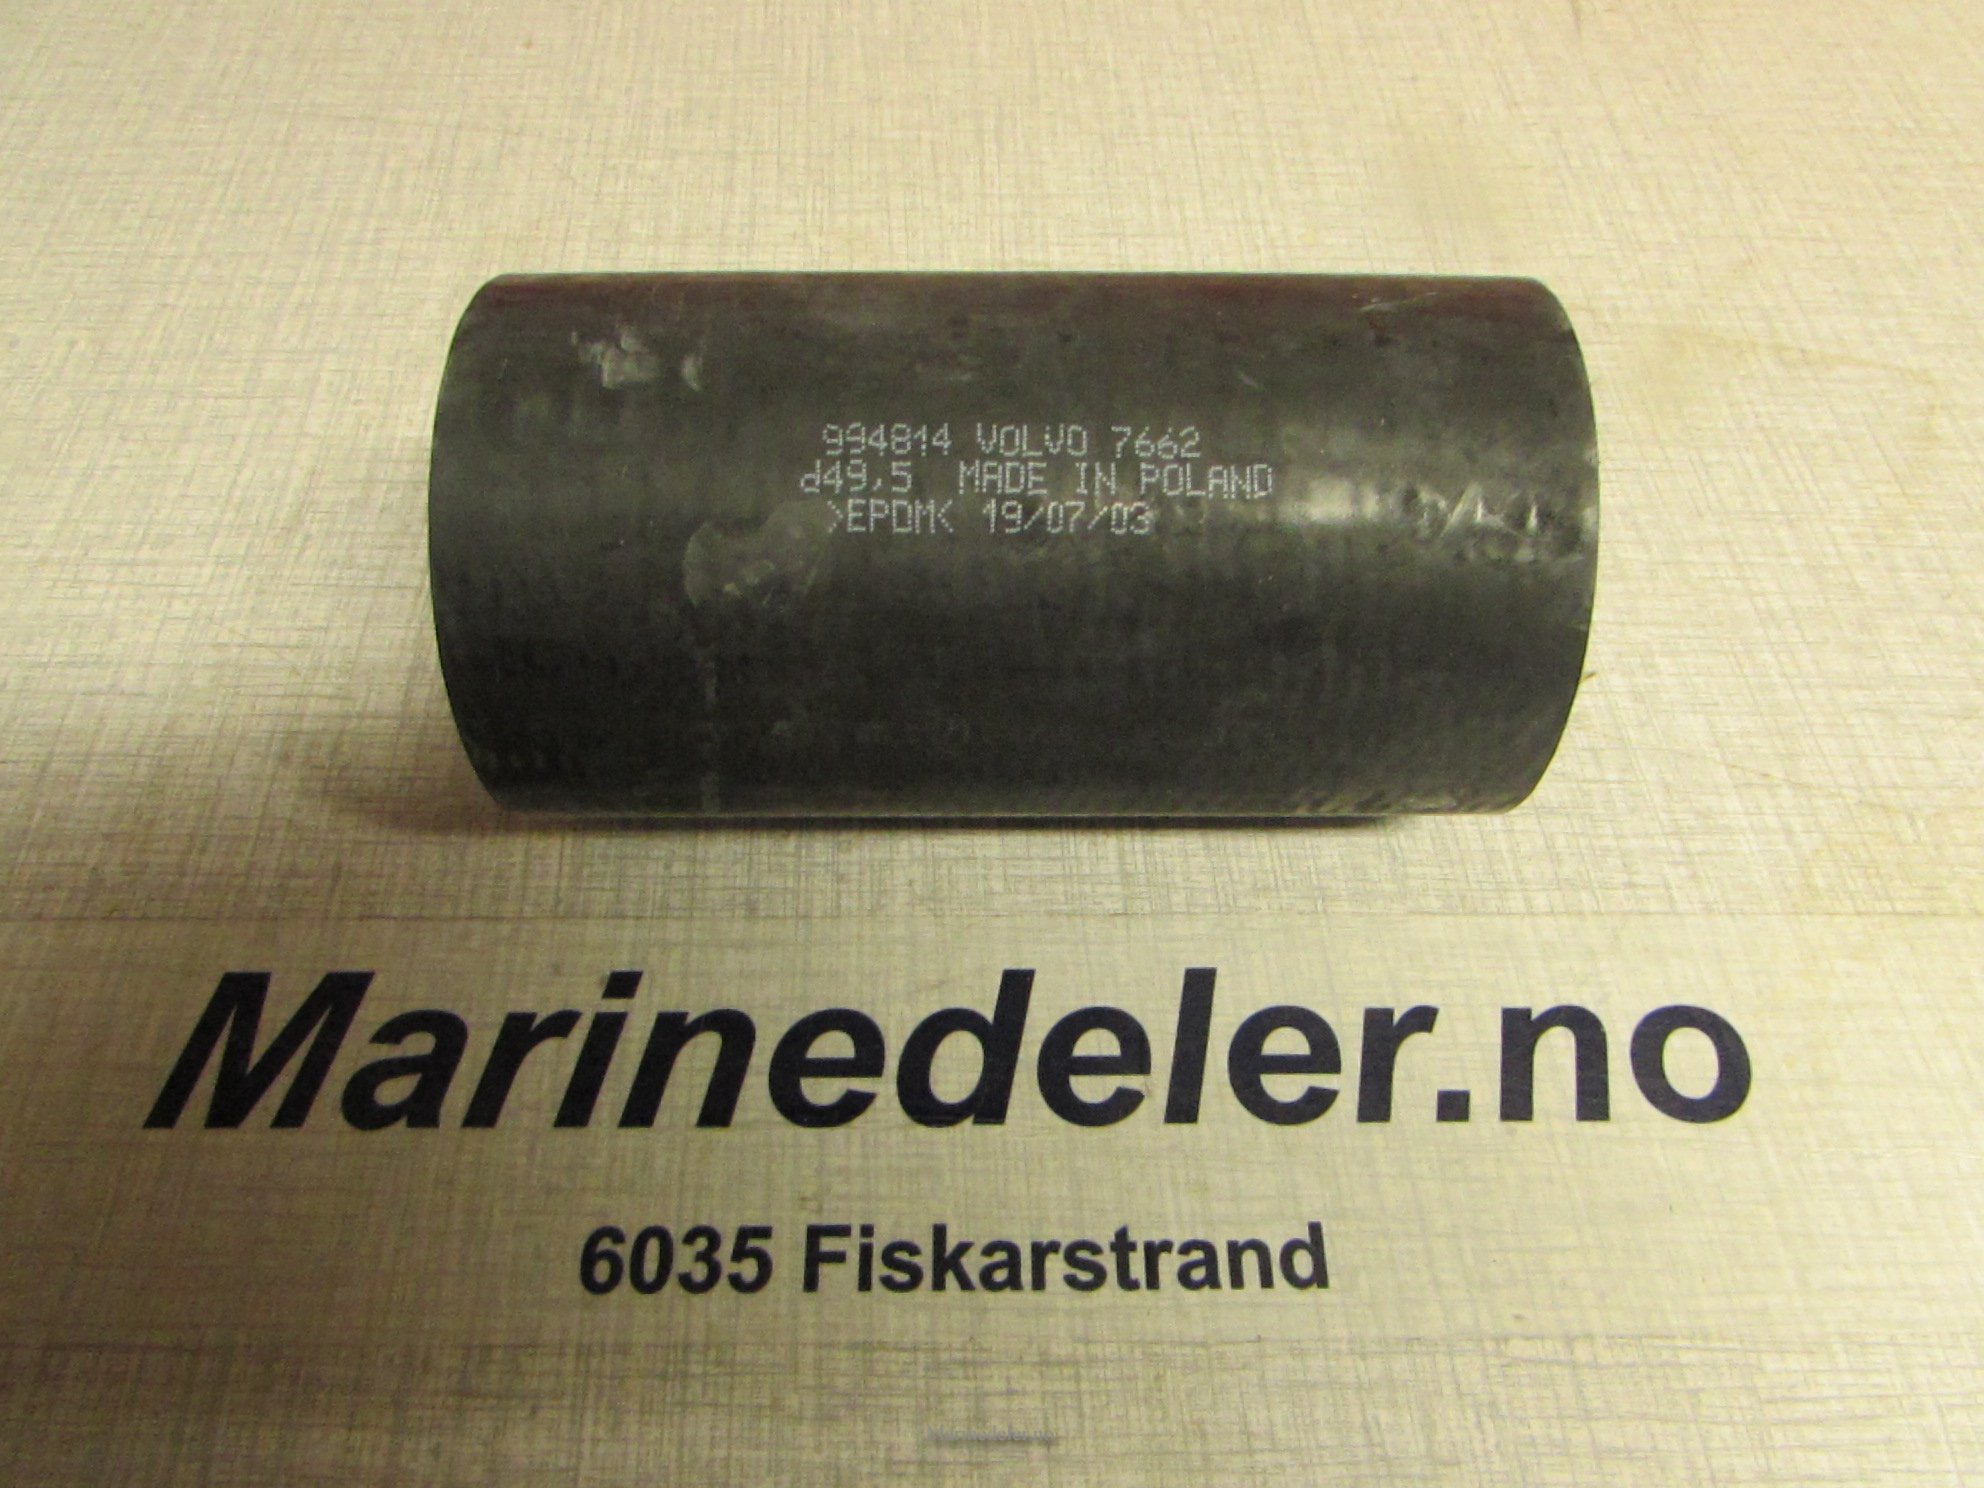 994814 VOLVO 7662
d49,5 MADE IN POLAND
>EPDM< 19/07/03
Marinedeler.no
6035 Fiskarstrand